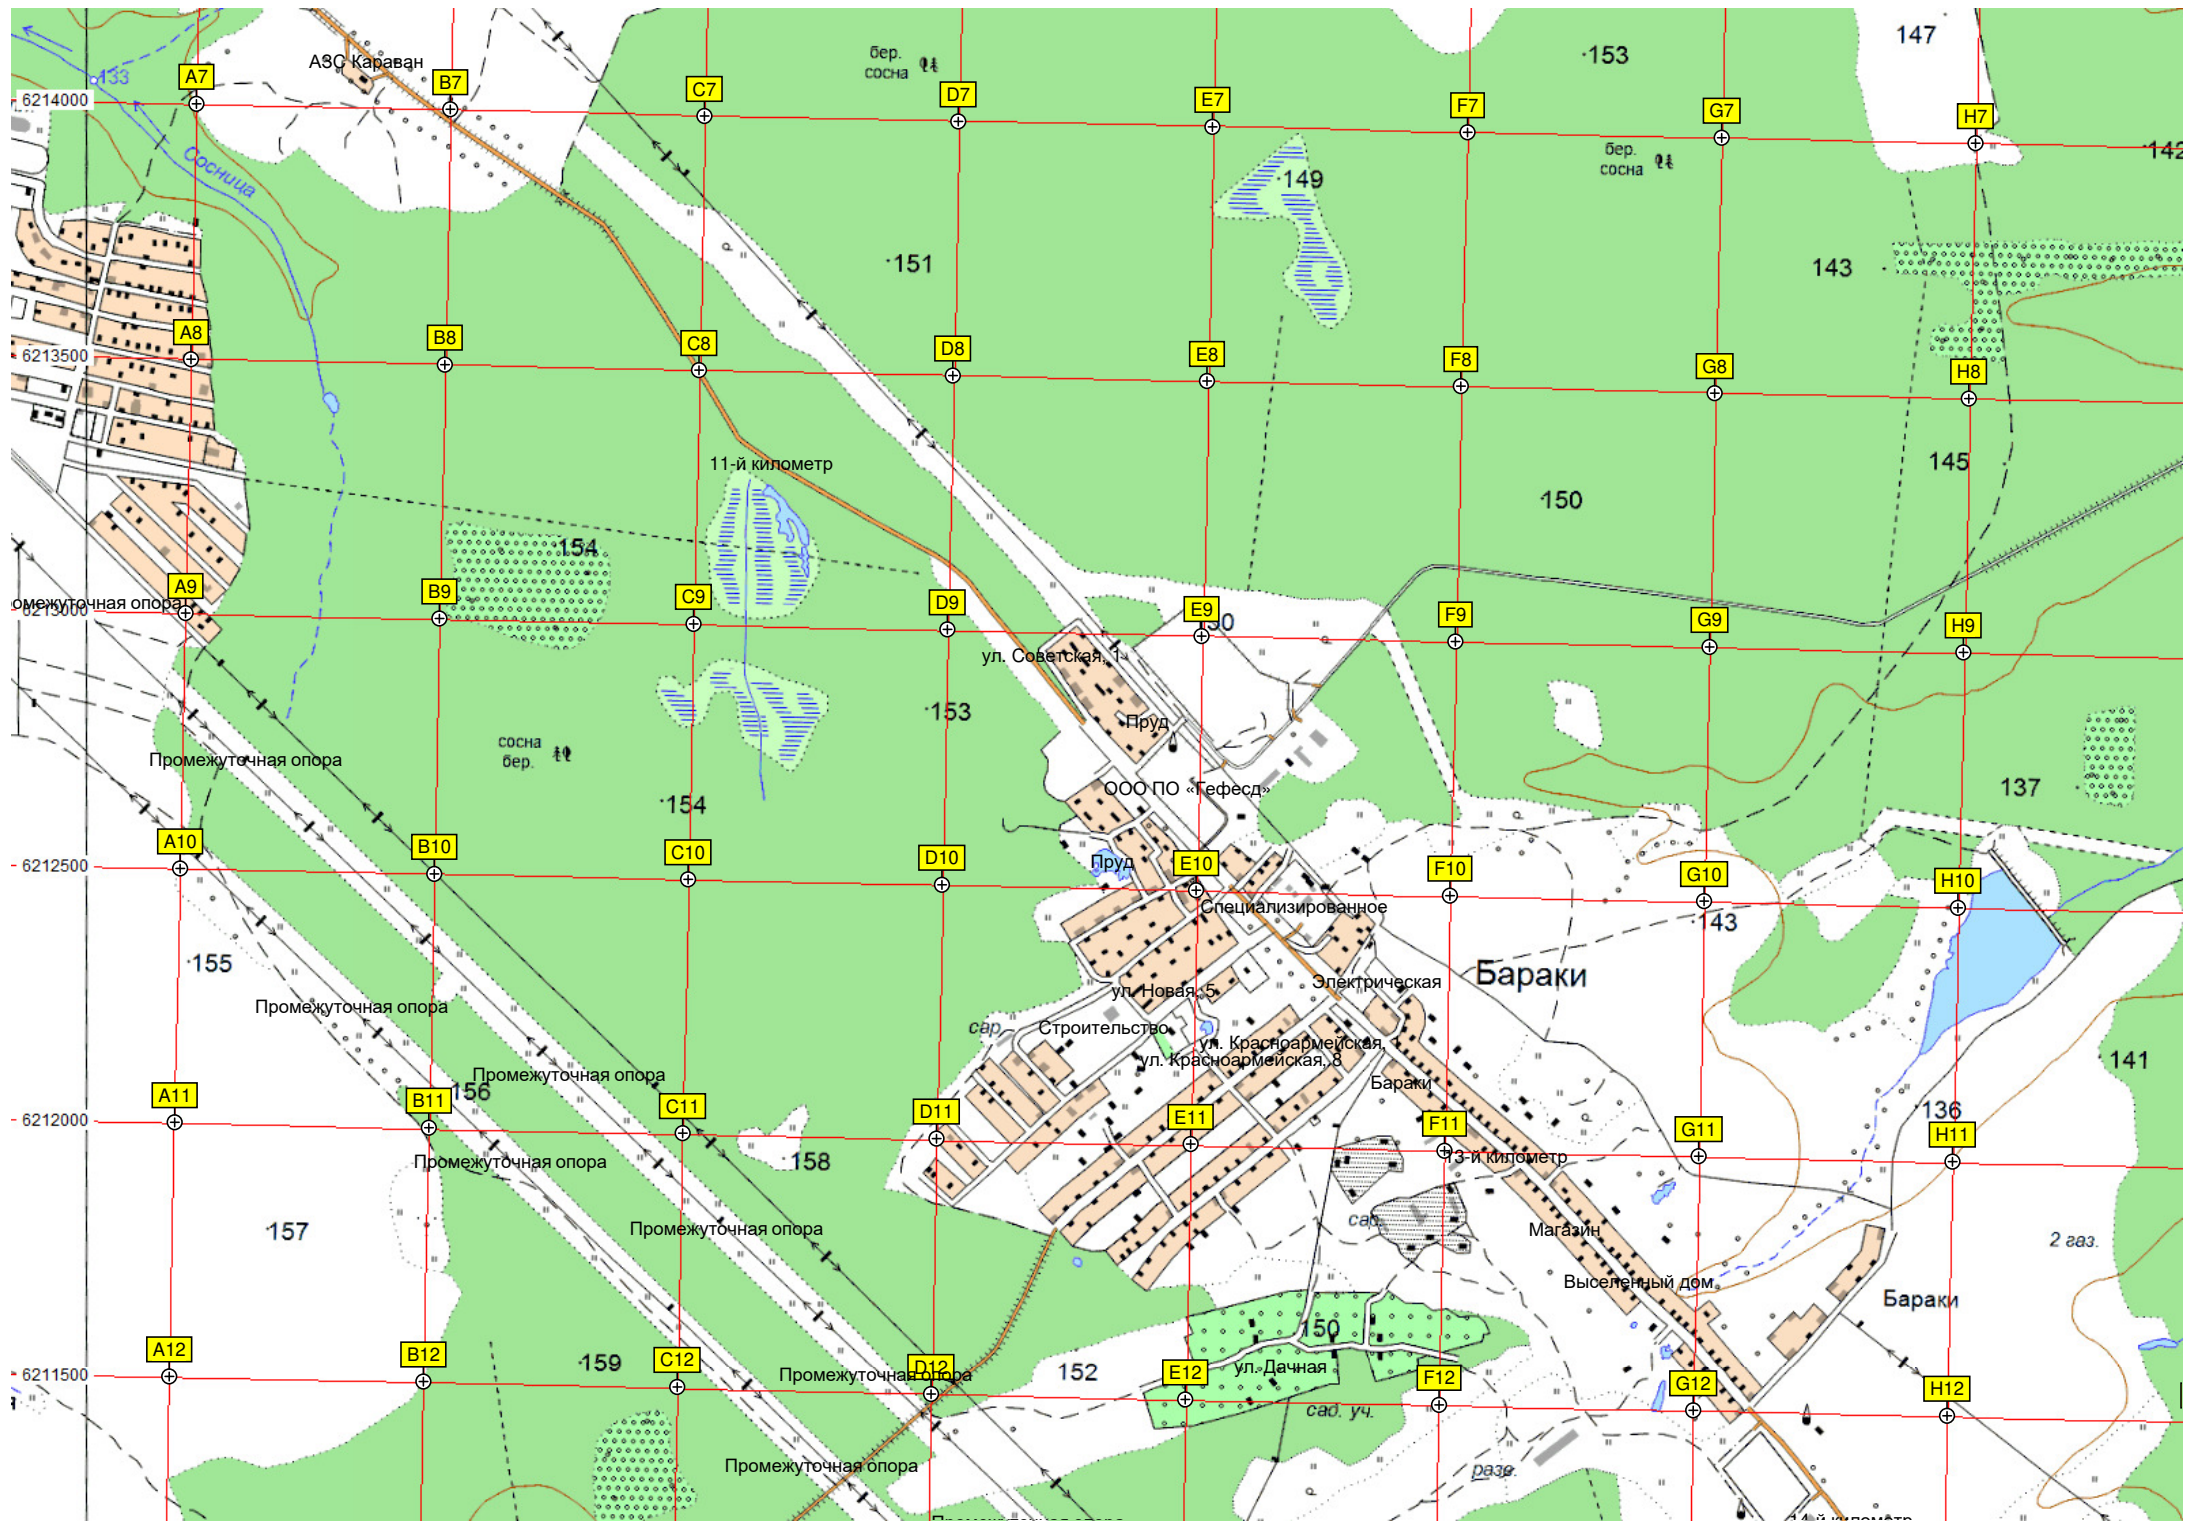 147
153
АЗС Караван
бер.
сосна
133
A7
B7
C7
D7
E7
F7
G7
H7
6214000
142
бер.
сосна
Сосница
149
151
143
A8
B8
C8
D8
E8
F8
G8
H8
6213500
11-й километр
145
150
154
A9
B9
C9
D9
E9
F9
G9
H9
6213000
омежуточная опора
ул. Советская, 1
153
Пруд
сосна
бер.
Промежуточная опора
ООО ПО «Гефесд»
137
154
A10
B10
C10
D10
E10
F10
G10
H10
6212500
Пруд
Специализированное
143
155
Бараки
Электрическая
ул. Новая, 5
Промежуточная опора
сар.
Строительство
ул. Красноармейская, 1
ул. Красноармейская, 8
141
Промежуточная опора
Бараки
156
136
A11
B11
C11
D11
E11
F11
G11
H11
6212000
13-й километр
158
Промежуточная опора
157
сар.
Магазин
Промежуточная опора
2 газ.
Выселенный дом
Бараки
150
159
152
ул. Дачная
A12
B12
C12
D12
E12
F12
G12
H12
6211500
Промежуточная опора
сад. уч.
Промежуточная опора
разв.
Промежуточная опора
14-й километр